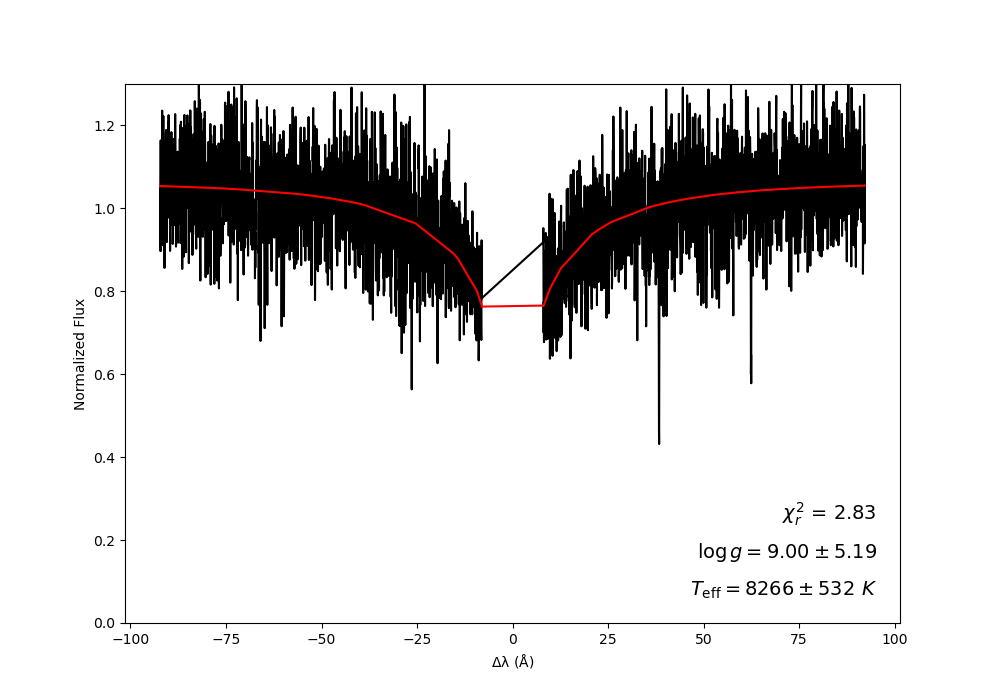 1.2
1.0
0.8
0.6
0.4
0.2
0.0
Normalized Flux
χ²ᵣ = 2.83
log g = 9.00 ± 5.19
T_eff = 8266 ± 532 K
−100 −75 −50 −25 0 25 50 75 100
Δλ (Å)